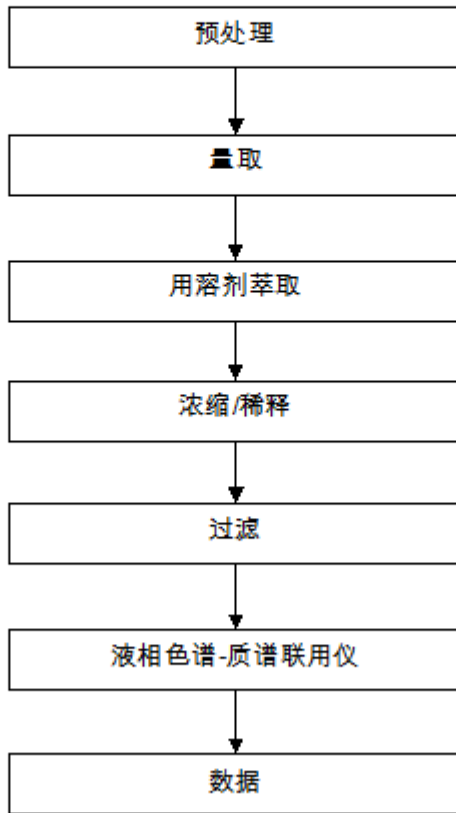 预处理
量取
用溶剂萃取
浓缩/稀释
过滤
液相色谱-质谱联用仪
数据